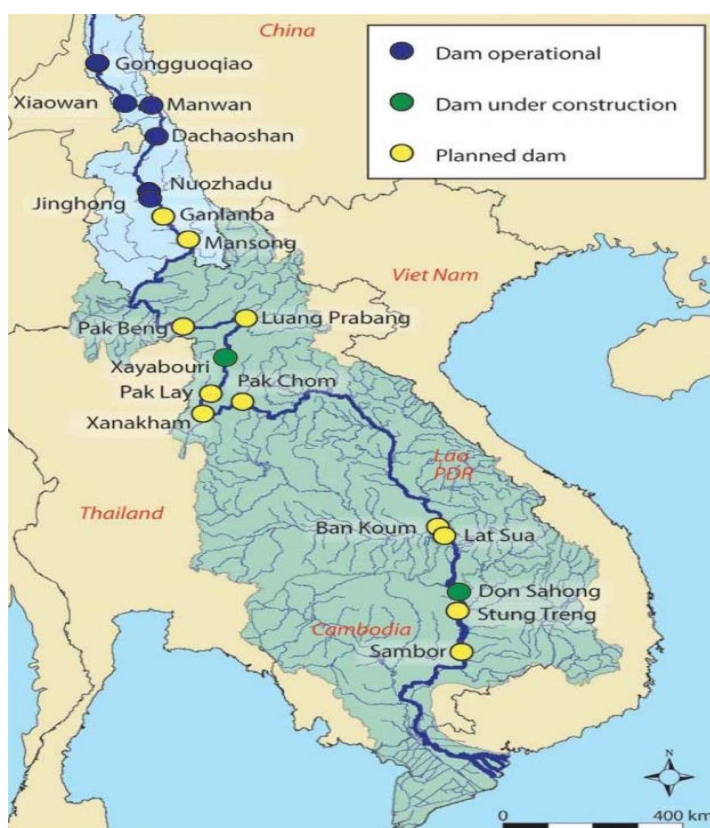 China
Dam operational
Dam under construction
Planned dam
Gongguoqiao
Xiaowan
Manwan
Dachaoshan
Nuozhadu
Jinghong
Ganlanba
Mansong
Viet Nam
Luang Prabang
Pak Beng
Xayabouri
Pak Chom
Pak Lay
Xanakham
Lao
PDR
Thailand
Ban Koum
Lat Sua
Don Sahong
Stung Treng
Cambodia
Sambor
N
0
400 km